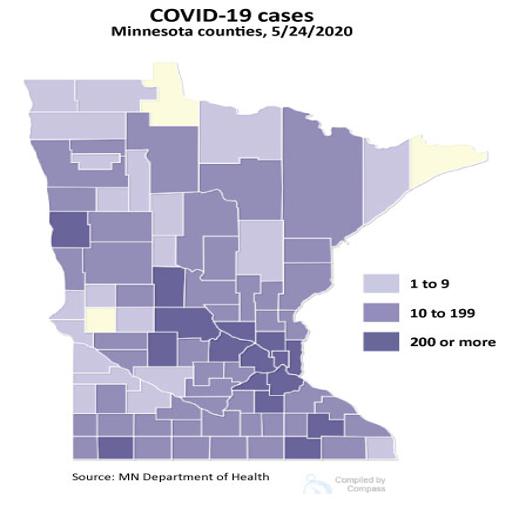 COVID-19 cases
Minnesota counties, 5/24/2020
1 to 9
10 to 199
200 or more
Source: MN Department of Health
Compiled by
Compass